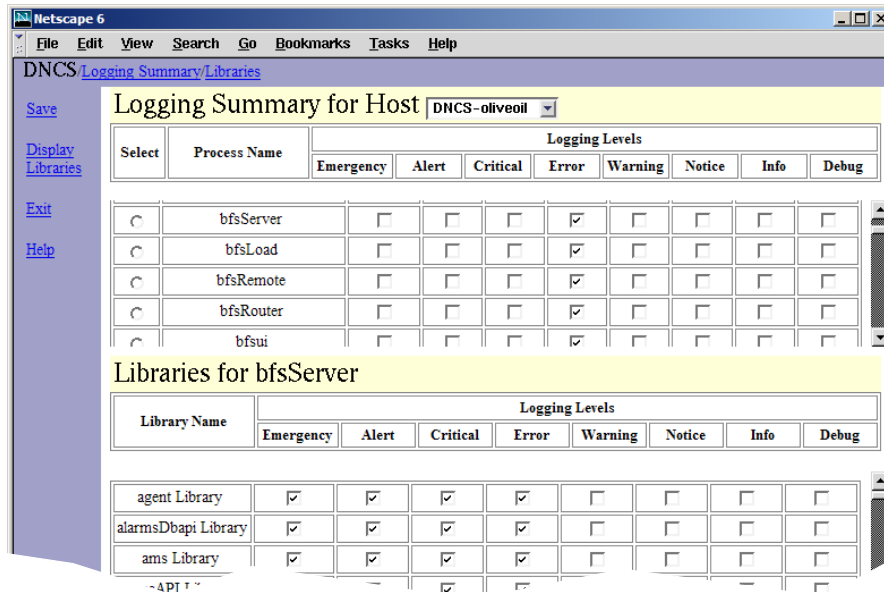 Netscape 6
File Edit View Search Go Bookmarks Tasks Help
DNCS/Logging Summary/Libraries
Save
Display
Libraries
Exit
Help
Logging Summary for Host DNCS-oliveoil
Select Process Name Logging Levels
Emergency Alert Critical Error Warning Notice Info Debug
bfsServer
bfsLoad
bfsRemote
bfsRouter
bfsui
Libraries for bfsServer
Library Name Logging Levels
Emergency Alert Critical Error Warning Notice Info Debug
agent Library
alarmsDbapi Library
ams Library